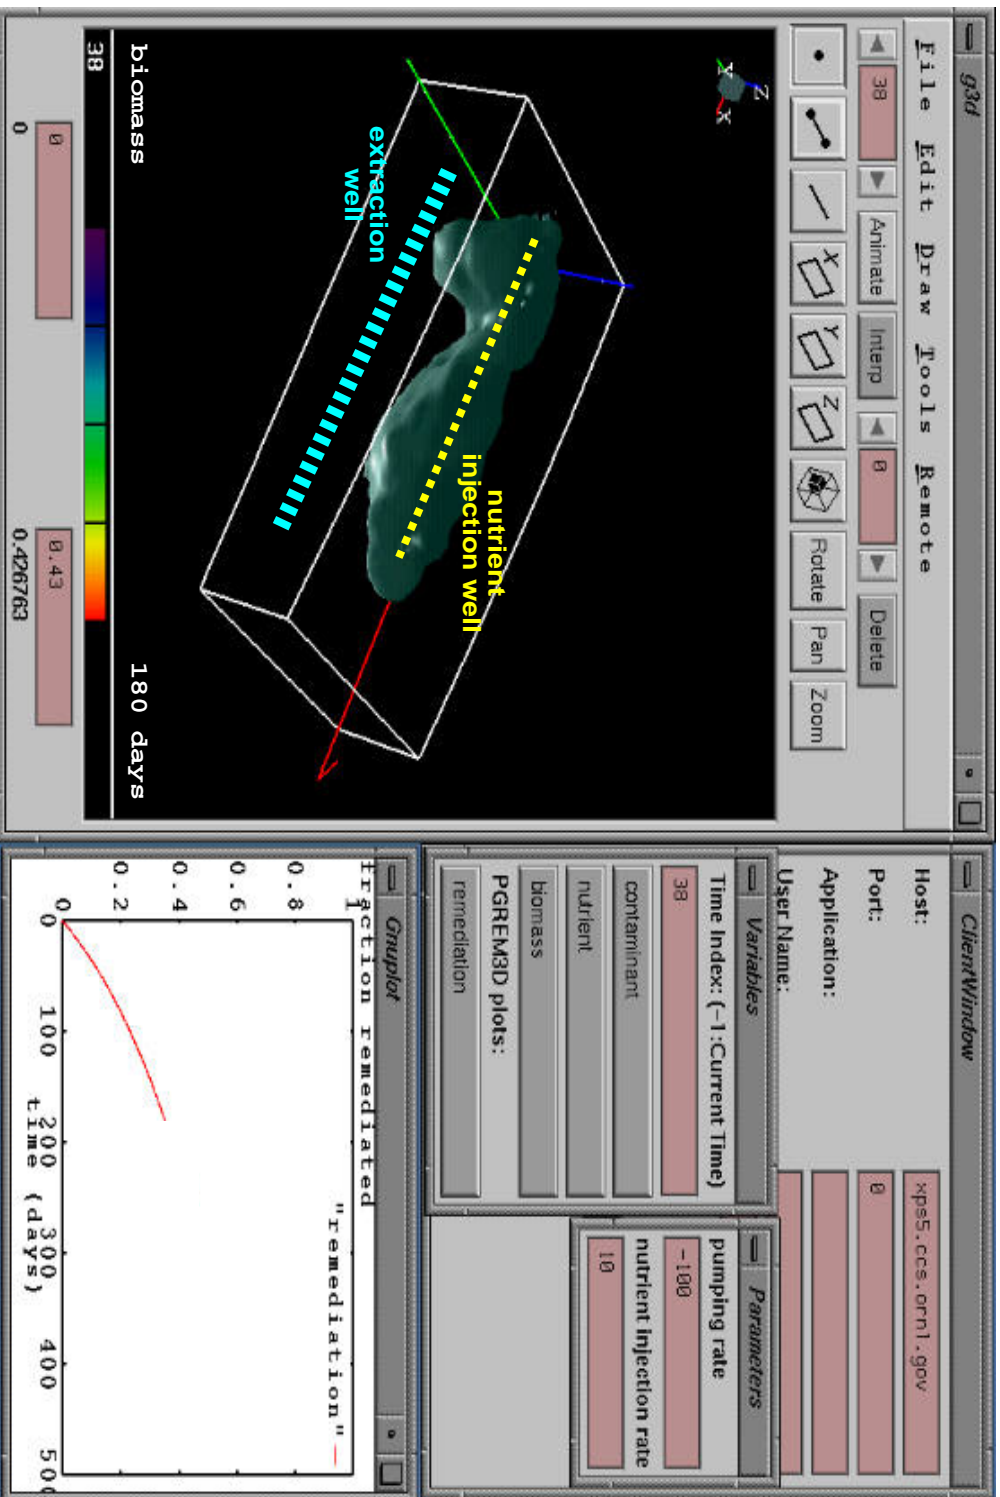 g3d
File Edit Draw Tools Remote
38 Animate Interp 0 Delete
X Y Z Rotate Pan Zoom
Z
Y
X
nutrient
injection well
extraction
well
biomass 180 days
38
0 0.43
0 0.426763
ClientWindow
Host: xps5.ccs.ornl.gov
Port: 0
Application:
User Name:
Variables
Time Index: (-1:Current Time)
38
contaminant
nutrient
biomass
PGREM3D plots:
remediation
Parameters
pumping rate
-100
nutrient injection rate
10
Gnuplot
fraction remediated
1
"remediation"
0.8
0.6
0.4
0.2
0
0 100 200 300 400 500
time (days)